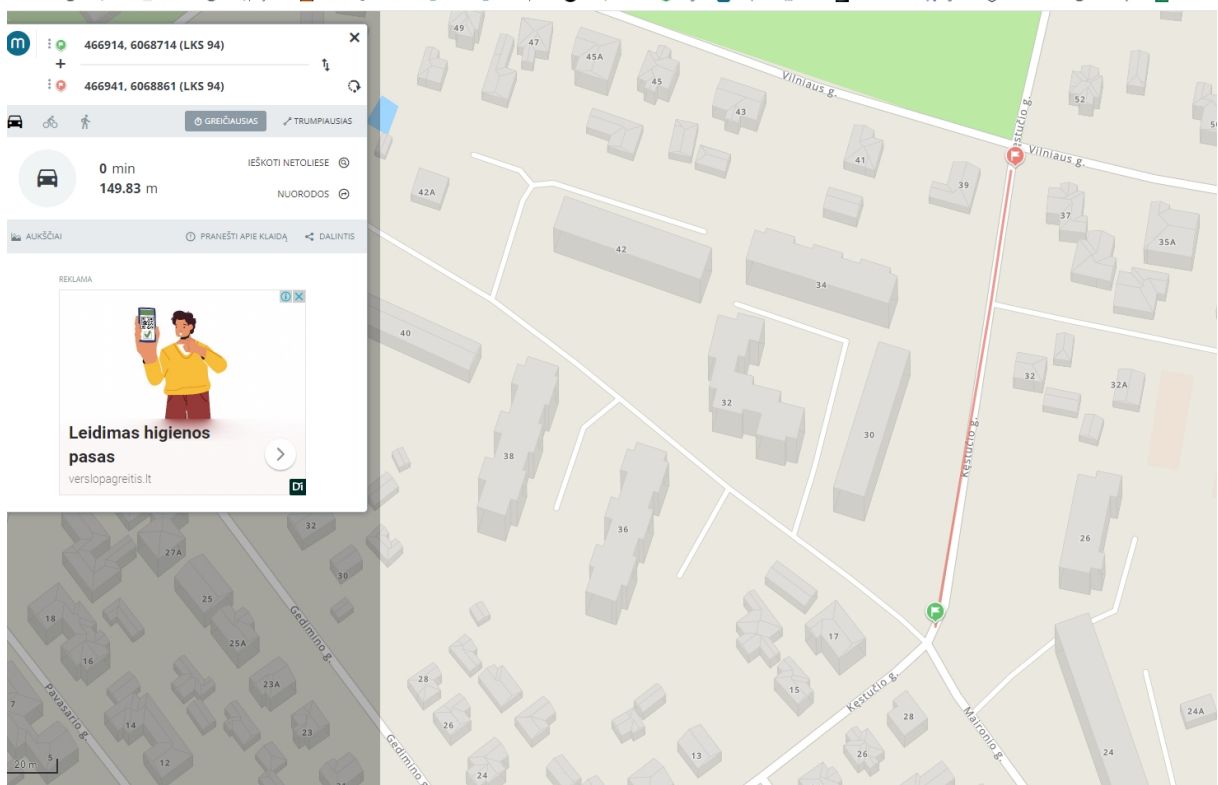 m
466914, 6068714 (LKS 94)
466941, 6068861 (LKS 94)
GREIČIAUSIAS
TRUMPIAUSIAS
0 min
149.83 m
IEŠKOTI NETOLIESE
NUORODOS
AUKŠČIAI
PRANEŠTI APIE KLAIDĄ
DALINTIS
REKLAMA
Leidimas higienos
pasas
verslopagreitis.lt
Di
49
47
45A
45
43
41
39
Vilniaus g.
Kęstučio g.
52
Vilniaus g.
37
35A
42A
42
34
40
32
32
32A
38
30
Kęstučio g.
36
26
32
27A
30
25
25A
Gedimino g.
18
16
23A
7
Pavasario g.
14
23
5
12
20 m
28
26
24
Gedimino g.
17
15
13
Kęstučio g.
28
26
Maironio g.
24A
24